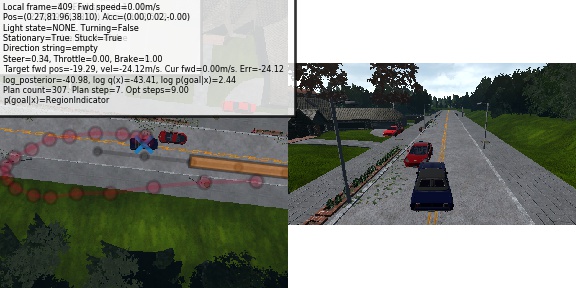 Local frame=409. Fwd speed=0.00m/s
Pos=(0.27,81.96,38.10). Acc=(0.00,0.02,-0.00)
Light state=NONE. Turning=False
Stationary=True. Stuck=True
Direction string=empty
Steer=0.34, Throttle=0.00, Brake=1.00
Target fwd pos=-19.29, vel=-24.12m/s. Cur fwd=0.00m/s. Err=-24.12
log_posterior=-40.98, log q(x)=-43.41, log p(goal|x)=2.44
Plan count=307. Plan step=7. Opt steps=9.00
p(goal|x)=RegionIndicator